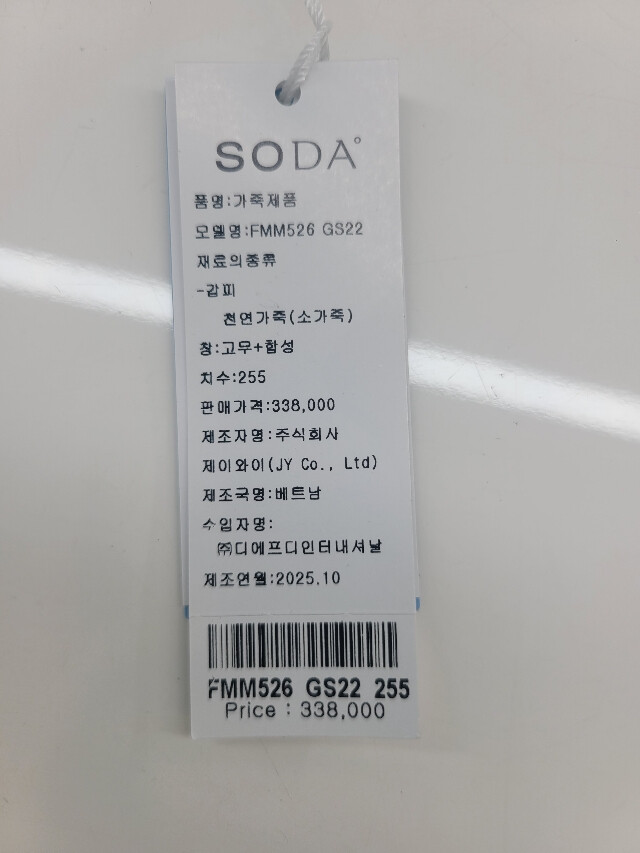 SODA
품명:가죽제품
모델명:FMM526 GS22
재료의종류
-갑피
천연가죽(소가죽)
창:고무+합성
치수:255
판매가격:338,000
제조자명:주식회사
제이와이(JY Co., Ltd)
제조국명:베트남
수입자명:
㈜디에프디인터내셔날
제조연월:2025.10
FMM526 GS22 255
Price : 338,000